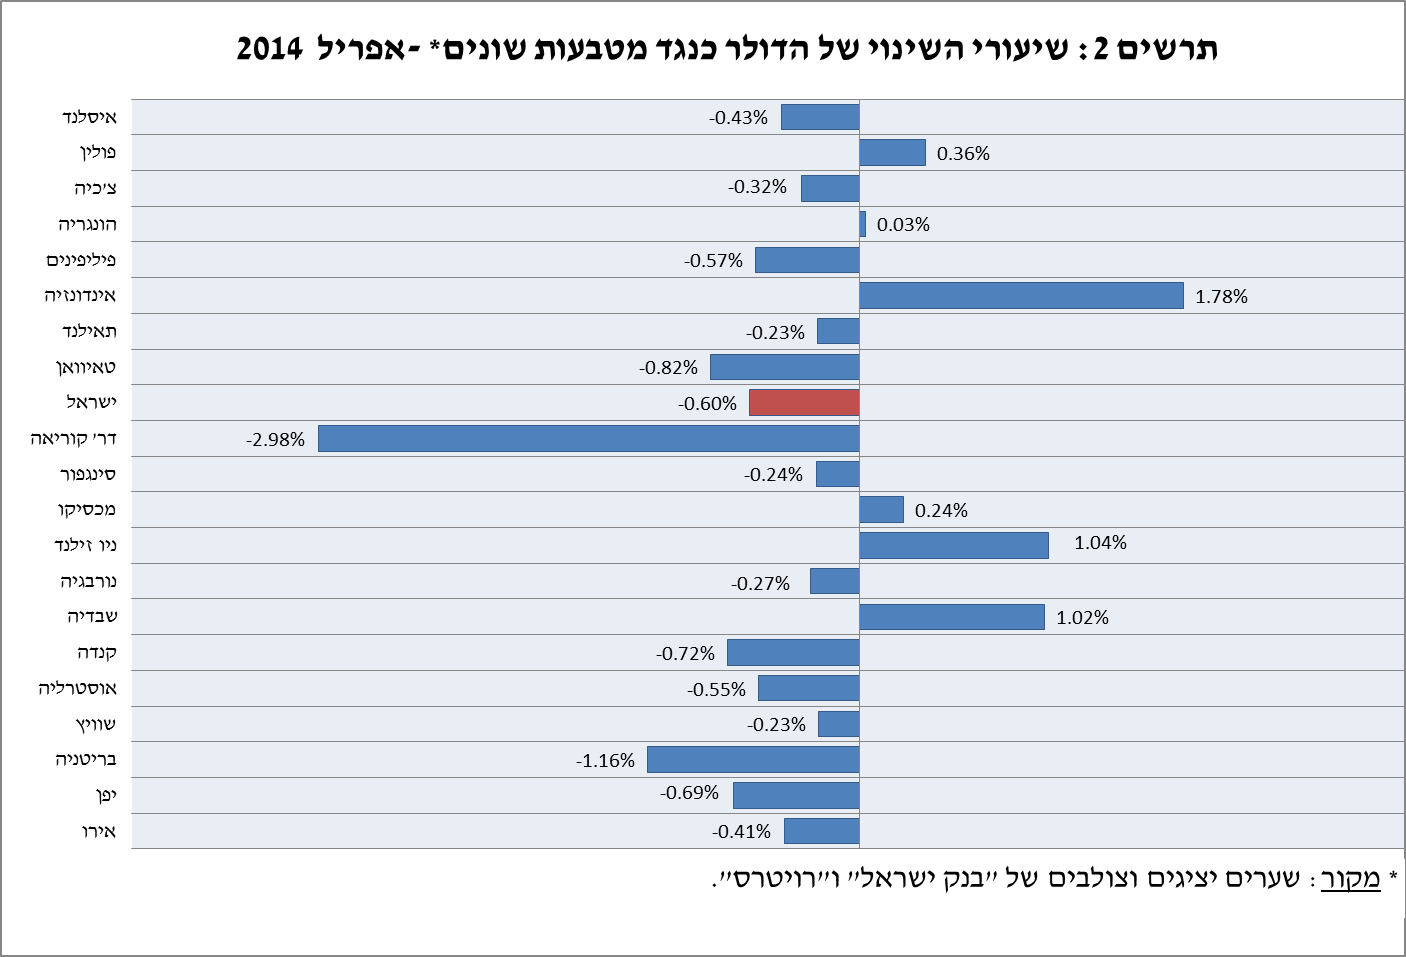 תרשים 2: שיעורי השינוי של הדולר כנגד מטבעות שונים* -אפריל 2014
איסלנד -0.43%
פולין 0.36%
צ'כיה -0.32%
הונגריה 0.03%
פיליפינים -0.57%
אינדונזיה 1.78%
תאילנד -0.23%
טאיוואן -0.82%
ישראל -0.60%
דר' קוריאה -2.98%
סינגפור -0.24%
מכסיקו 0.24%
ניו זילנד 1.04%
נורבגיה -0.27%
שבדיה 1.02%
קנדה -0.72%
אוסטרליה -0.55%
שוויץ -0.23%
בריטניה -1.16%
יפן -0.69%
אירו -0.41%
* מקור: שערים יציגים וצולבים של "בנק ישראל" ו"רויטרס".